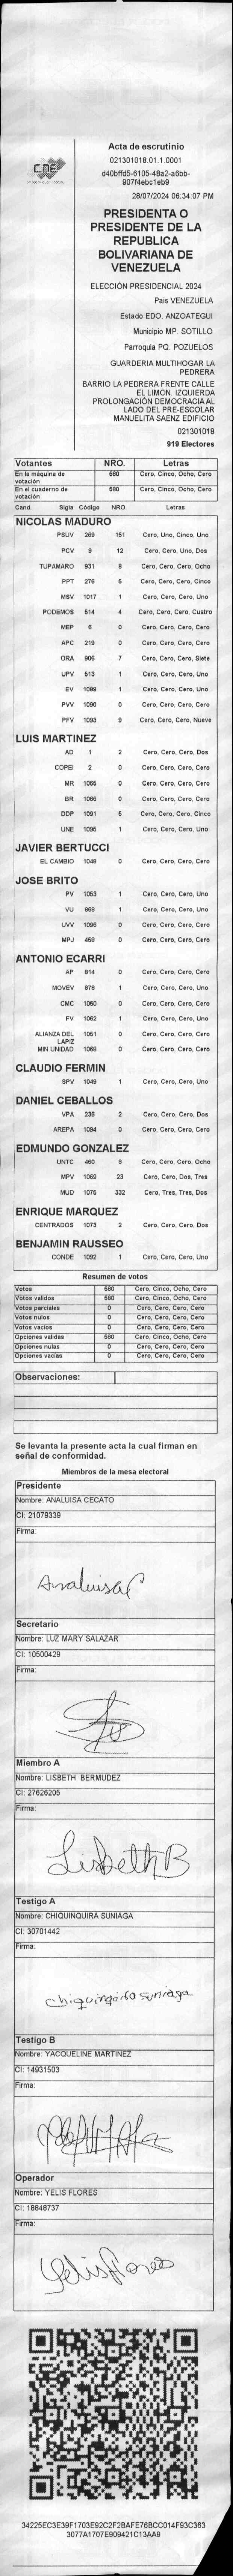 CNE
Acta de escrutinio
021301018.01.1.0001
d40bffd5-6105-48a2-a6bb-
907f4ebc1eb9
28/07/2024 06:34:07 PM
PRESIDENTA O
PRESIDENTE DE LA
REPUBLICA
BOLIVARIANA DE
VENEZUELA
ELECCIÓN PRESIDENCIAL 2024
Pais VENEZUELA
Estado EDO. ANZOATEGUI
Municipio MP. SOTILLO
Parroquia PQ. POZUELOS
GUARDERIA MULTIHOGAR LA
PEDRERA
BARRIO LA PEDRERA FRENTE CALLE
EL LIMON. IZQUIERDA
PROLONGACIÓN DEMOCRACIA AL
LADO DEL PRE-ESCOLAR
MANUELITA SAENZ EDIFICIO
021301018
919 Electores
Votantes NRO. Letras
En la máquina de votación 580 Cero, Cinco, Ocho, Cero
En el cuaderno de votación 580 Cero, Cinco, Ocho, Cero
Cand. Sigla Código NRO. Letras
NICOLAS MADURO
PSUV 269 151 Cero, Uno, Cinco, Uno
PCV 9 12 Cero, Cero, Uno, Dos
TUPAMARO 931 8 Cero, Cero, Cero, Ocho
PPT 276 5 Cero, Cero, Cero, Cinco
MSV 1017 1 Cero, Cero, Cero, Uno
PODEMOS 514 4 Cero, Cero, Cero, Cuatro
MEP 6 0 Cero, Cero, Cero, Cero
APC 219 0 Cero, Cero, Cero, Cero
ORA 906 7 Cero, Cero, Cero, Siete
UPV 513 1 Cero, Cero, Cero, Uno
EV 1089 1 Cero, Cero, Cero, Uno
PVV 1090 0 Cero, Cero, Cero, Cero
PFV 1093 9 Cero, Cero, Cero, Nueve
LUIS MARTINEZ
AD 1 2 Cero, Cero, Cero, Dos
COPEI 2 0 Cero, Cero, Cero, Cero
MR 1065 0 Cero, Cero, Cero, Cero
BR 1066 0 Cero, Cero, Cero, Cero
DDP 1091 5 Cero, Cero, Cero, Cinco
UNE 1095 1 Cero, Cero, Cero, Uno
JAVIER BERTUCCI
EL CAMBIO 1048 0 Cero, Cero, Cero, Cero
JOSE BRITO
PV 1053 1 Cero, Cero, Cero, Uno
VU 868 1 Cero, Cero, Cero, Uno
UVV 1096 0 Cero, Cero, Cero, Cero
MPJ 459 0 Cero, Cero, Cero, Cero
ANTONIO ECARRI
AP 814 0 Cero, Cero, Cero, Cero
MOVEV 878 1 Cero, Cero, Cero, Uno
CMC 1050 0 Cero, Cero, Cero, Cero
FV 1062 1 Cero, Cero, Cero, Uno
ALIANZA DEL LAPIZ 1051 0 Cero, Cero, Cero, Cero
MIN UNIDAD 1058 0 Cero, Cero, Cero, Cero
CLAUDIO FERMIN
SPV 1049 1 Cero, Cero, Cero, Uno
DANIEL CEBALLOS
VPA 236 2 Cero, Cero, Cero, Dos
AREPA 1094 0 Cero, Cero, Cero, Cero
EDMUNDO GONZALEZ
UNTC 460 8 Cero, Cero, Cero, Ocho
MPV 1069 23 Cero, Cero, Dos, Tres
MUD 1075 332 Cero, Tres, Tres, Dos
ENRIQUE MARQUEZ
CENTRADOS 1073 2 Cero, Cero, Cero, Dos
BENJAMIN RAUSSEO
CONDE 1092 1 Cero, Cero, Cero, Uno
Resumen de votos
Votos 580 Cero, Cinco, Ocho, Cero
Votos validos 580 Cero, Cinco, Ocho, Cero
Votos parciales 0 Cero, Cero, Cero, Cero
Votos nulos 0 Cero, Cero, Cero, Cero
Votos vacíos 0 Cero, Cero, Cero, Cero
Opciones validas 580 Cero, Cinco, Ocho, Cero
Opciones nulas 0 Cero, Cero, Cero, Cero
Opciones vacías 0 Cero, Cero, Cero, Cero
Observaciones:
Se levanta la presente acta la cual firman en
señal de conformidad.
Miembros de la mesa electoral
Presidente
Nombre: ANALUISA CECATO
CI: 21079339
Firma:
Analuisa
Secretario
Nombre: LUZ MARY SALAZAR
CI: 10500429
Firma:
Miembro A
Nombre: LISBETH BERMUDEZ
CI: 27626205
Firma:
Lisbeth B
Testigo A
Nombre: CHIQUINQUIRA SUNIAGA
CI: 30701442
Firma:
Suniaga
Testigo B
Nombre: YACQUELINE MARTINEZ
CI: 14931503
Firma:
Operador
Nombre: YELIS FLORES
CI: 18848737
Firma:
Yelis flores
34225EC3E39F1703E92C2F2BAFE76BCC014F93C363
3077A1707E909421C13AA9